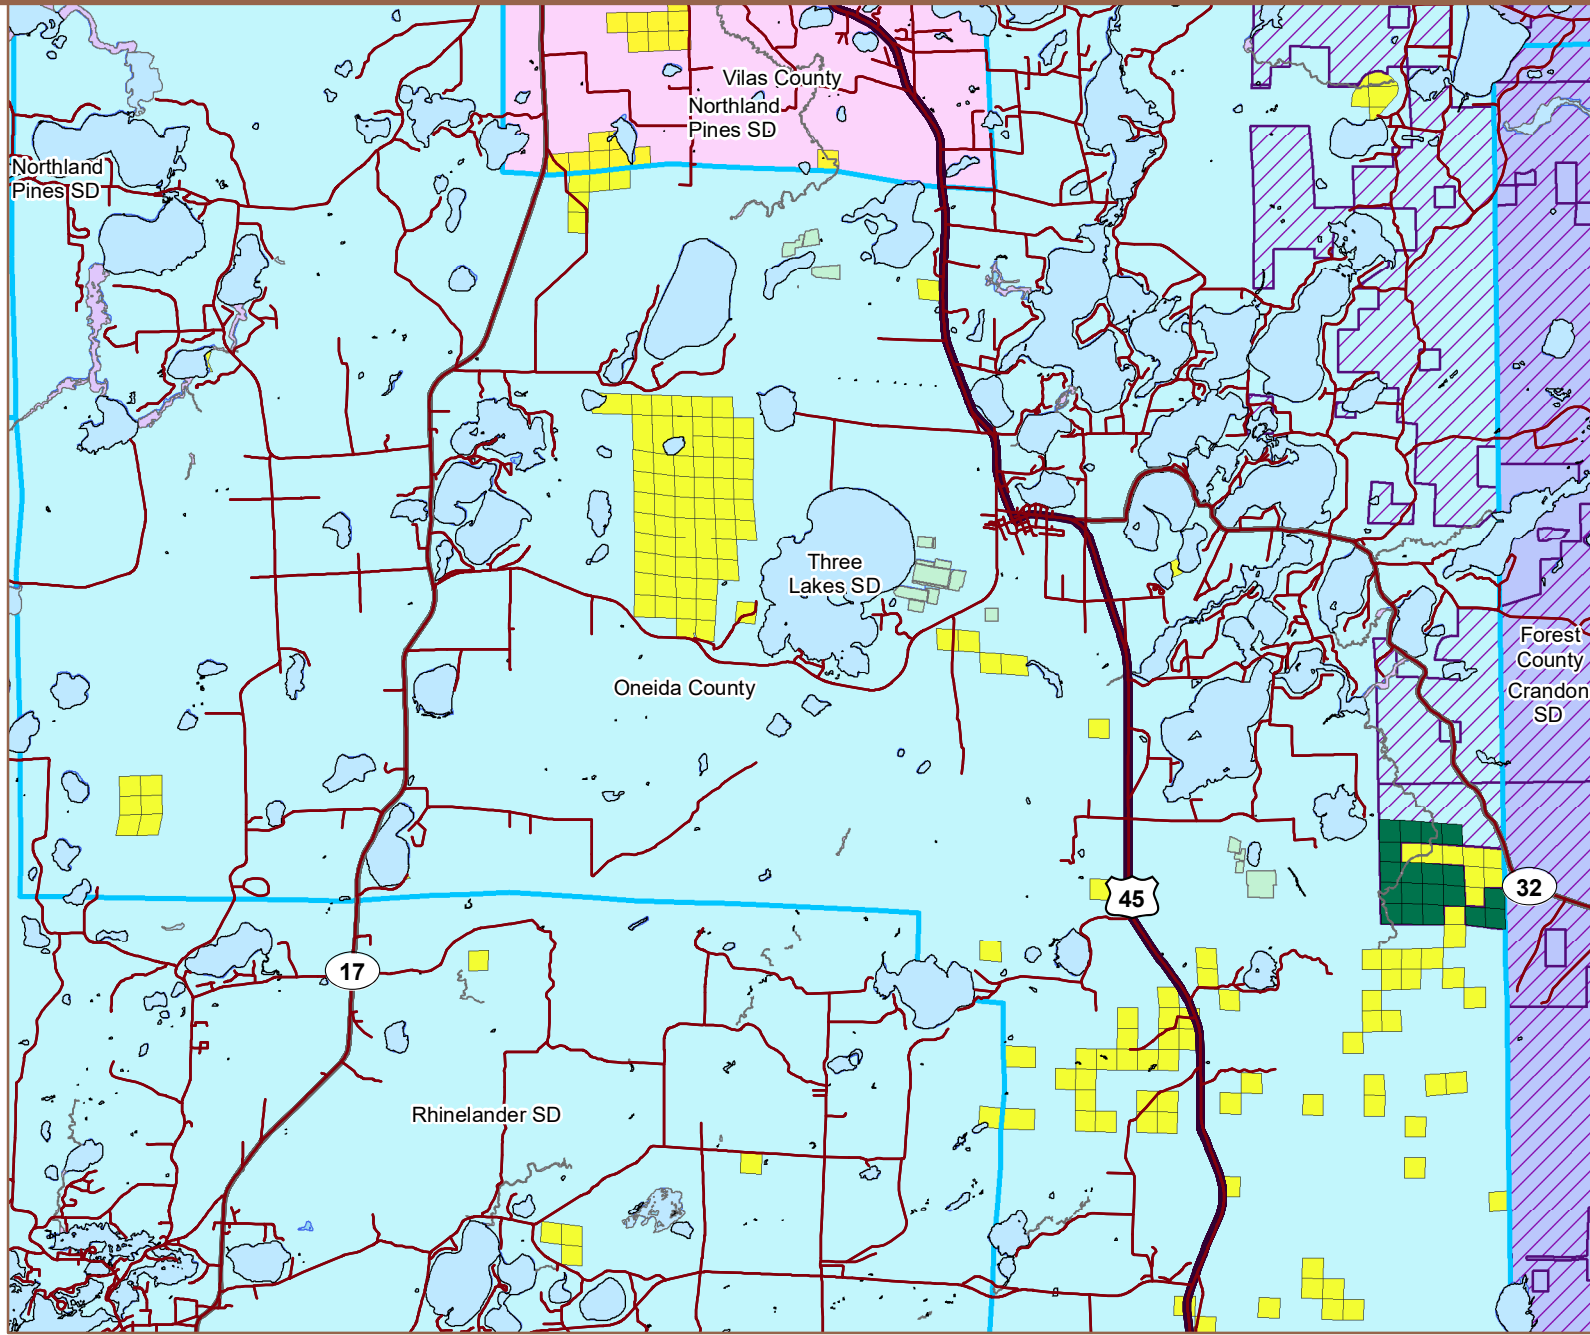 Vilas County
Northland
Pines SD
Northland
Pines SD
Three
Lakes SD
Forest
County
Crandon
SD
Oneida County
32
45
17
Rhinelander SD